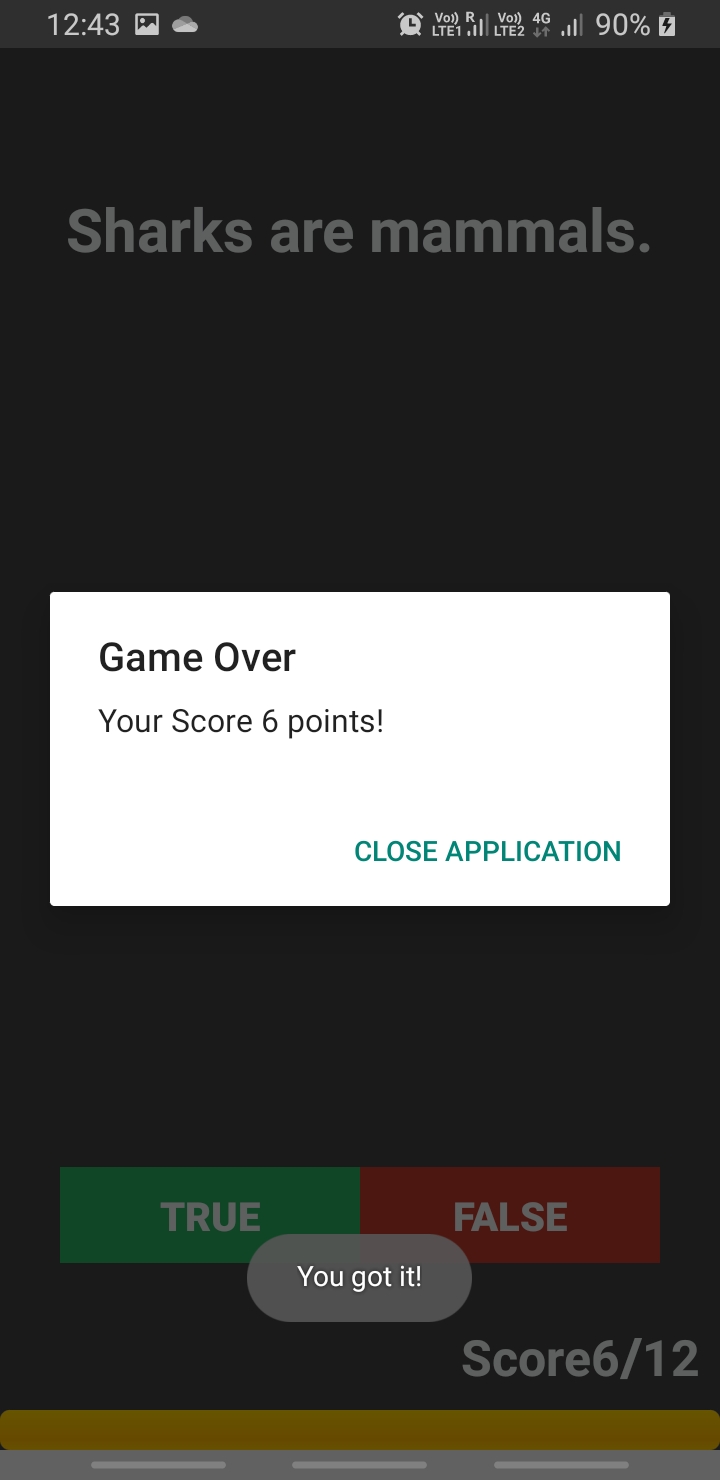 12:43 Vo)) R Vo)) 4G 90%
LTE1 LTE2
Sharks are mammals.
Game Over
Your Score 6 points!
CLOSE APPLICATION
TRUE FALSE
You got it!
Score6/12